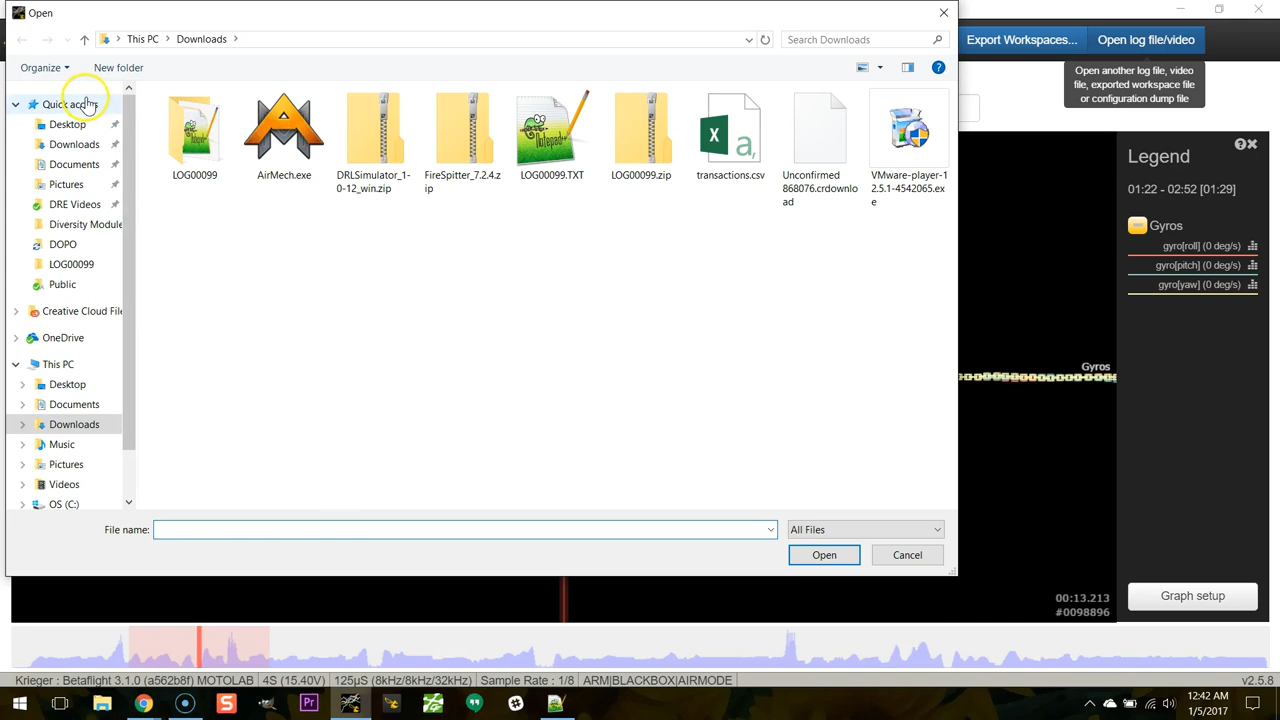 Open
This PC > Downloads >
Search Downloads
Export Workspaces...
Open log file/video
Open another log file, video
file, exported workspace file
or configuration dump file
Organize
New folder
Quick access
Desktop
Downloads
Documents
Pictures
DRE Videos
Diversity Module
DOPO
LOG00099
Public
Creative Cloud File
OneDrive
This PC
Desktop
Documents
Downloads
Music
Pictures
Videos
OS (C:)
LOG00099
AirMech.exe
DRLSimulator_1
-0-12_win.zip
FireSpitter_7.2.4.z
ip
LOG00099.TXT
LOG00099.zip
transactions.csv
Unconfirmed
868076.crdownlo
ad
VMware-player-1
2.5.1-4542065.ex
e
File name:
All Files
Open
Cancel
Legend
01:22 - 02:52 [01:29]
Gyros
gyro[roll] (0 deg/s)
gyro[pitch] (0 deg/s)
gyro[yaw] (0 deg/s)
Gyros
00:13.213
#0098896
Graph setup
Krieger : Betaflight 3.1.0 (a562b8f) MOTOLAB
4S (15.40V)
125µS (8kHz/8kHz/32kHz)
Sample Rate : 1/8
ARM|BLACKBOX|AIRMODE
v2.5.8
12:42 AM
1/5/2017